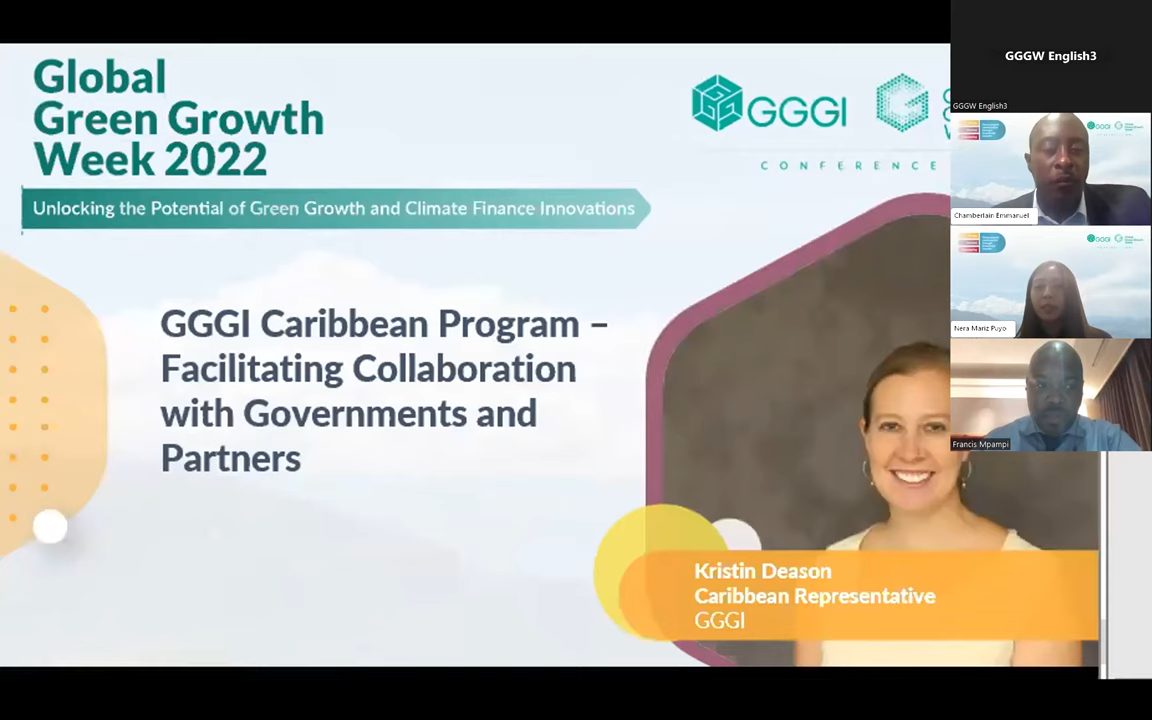 Global
Green Growth
Week 2022
Unlocking the Potential of Green Growth and Climate Finance Innovations
GGGI
CONFERENCE
GGGI Caribbean Program –
Facilitating Collaboration
with Governments and
Partners
Kristin Deason
Caribbean Representative
GGGI
GGGW English3
GGGW English3
GGGI
Chamberlain Emmanuel
GGGI
Nera Mariz Puyo
Francis Mpampi